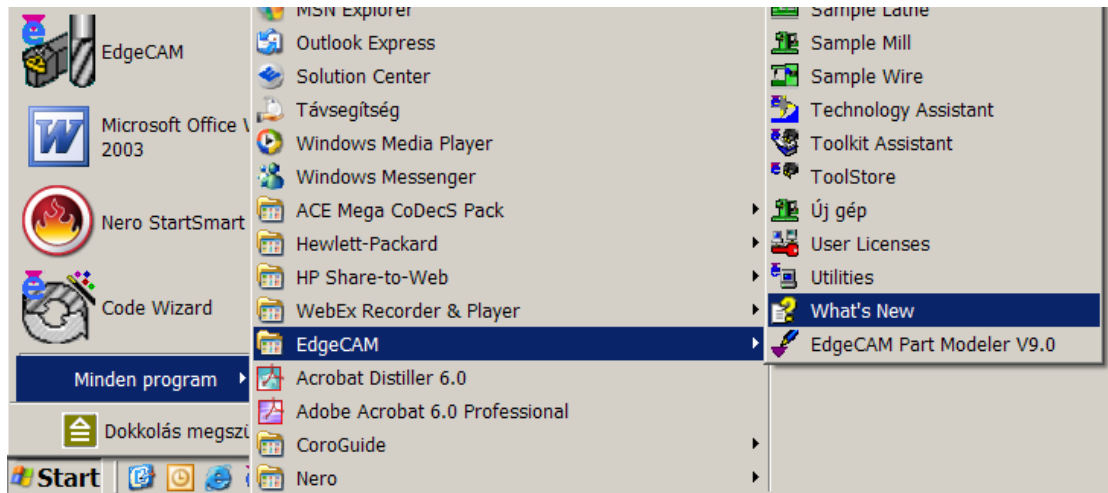 EdgeCAM
Microsoft Office
2003
Nero StartSmart
Code Wizard
Minden program
Dokkolás
Start
MSN Explorer
Outlook Express
Solution Center
Távsegítség
Windows Media Player
Windows Messenger
ACE Mega CoDecS Pack
Hewlett-Packard
HP Share-to-Web
WebEx Recorder & Player
EdgeCAM
Acrobat Distiller 6.0
Adobe Acrobat 6.0 Professional
CoroGuide
Nero
Sample Lathe
Sample Mill
Sample Wire
Technology Assistant
Toolkit Assistant
ToolStore
Új gép
User Licenses
Utilities
What's New
EdgeCAM Part Modeler V9.0